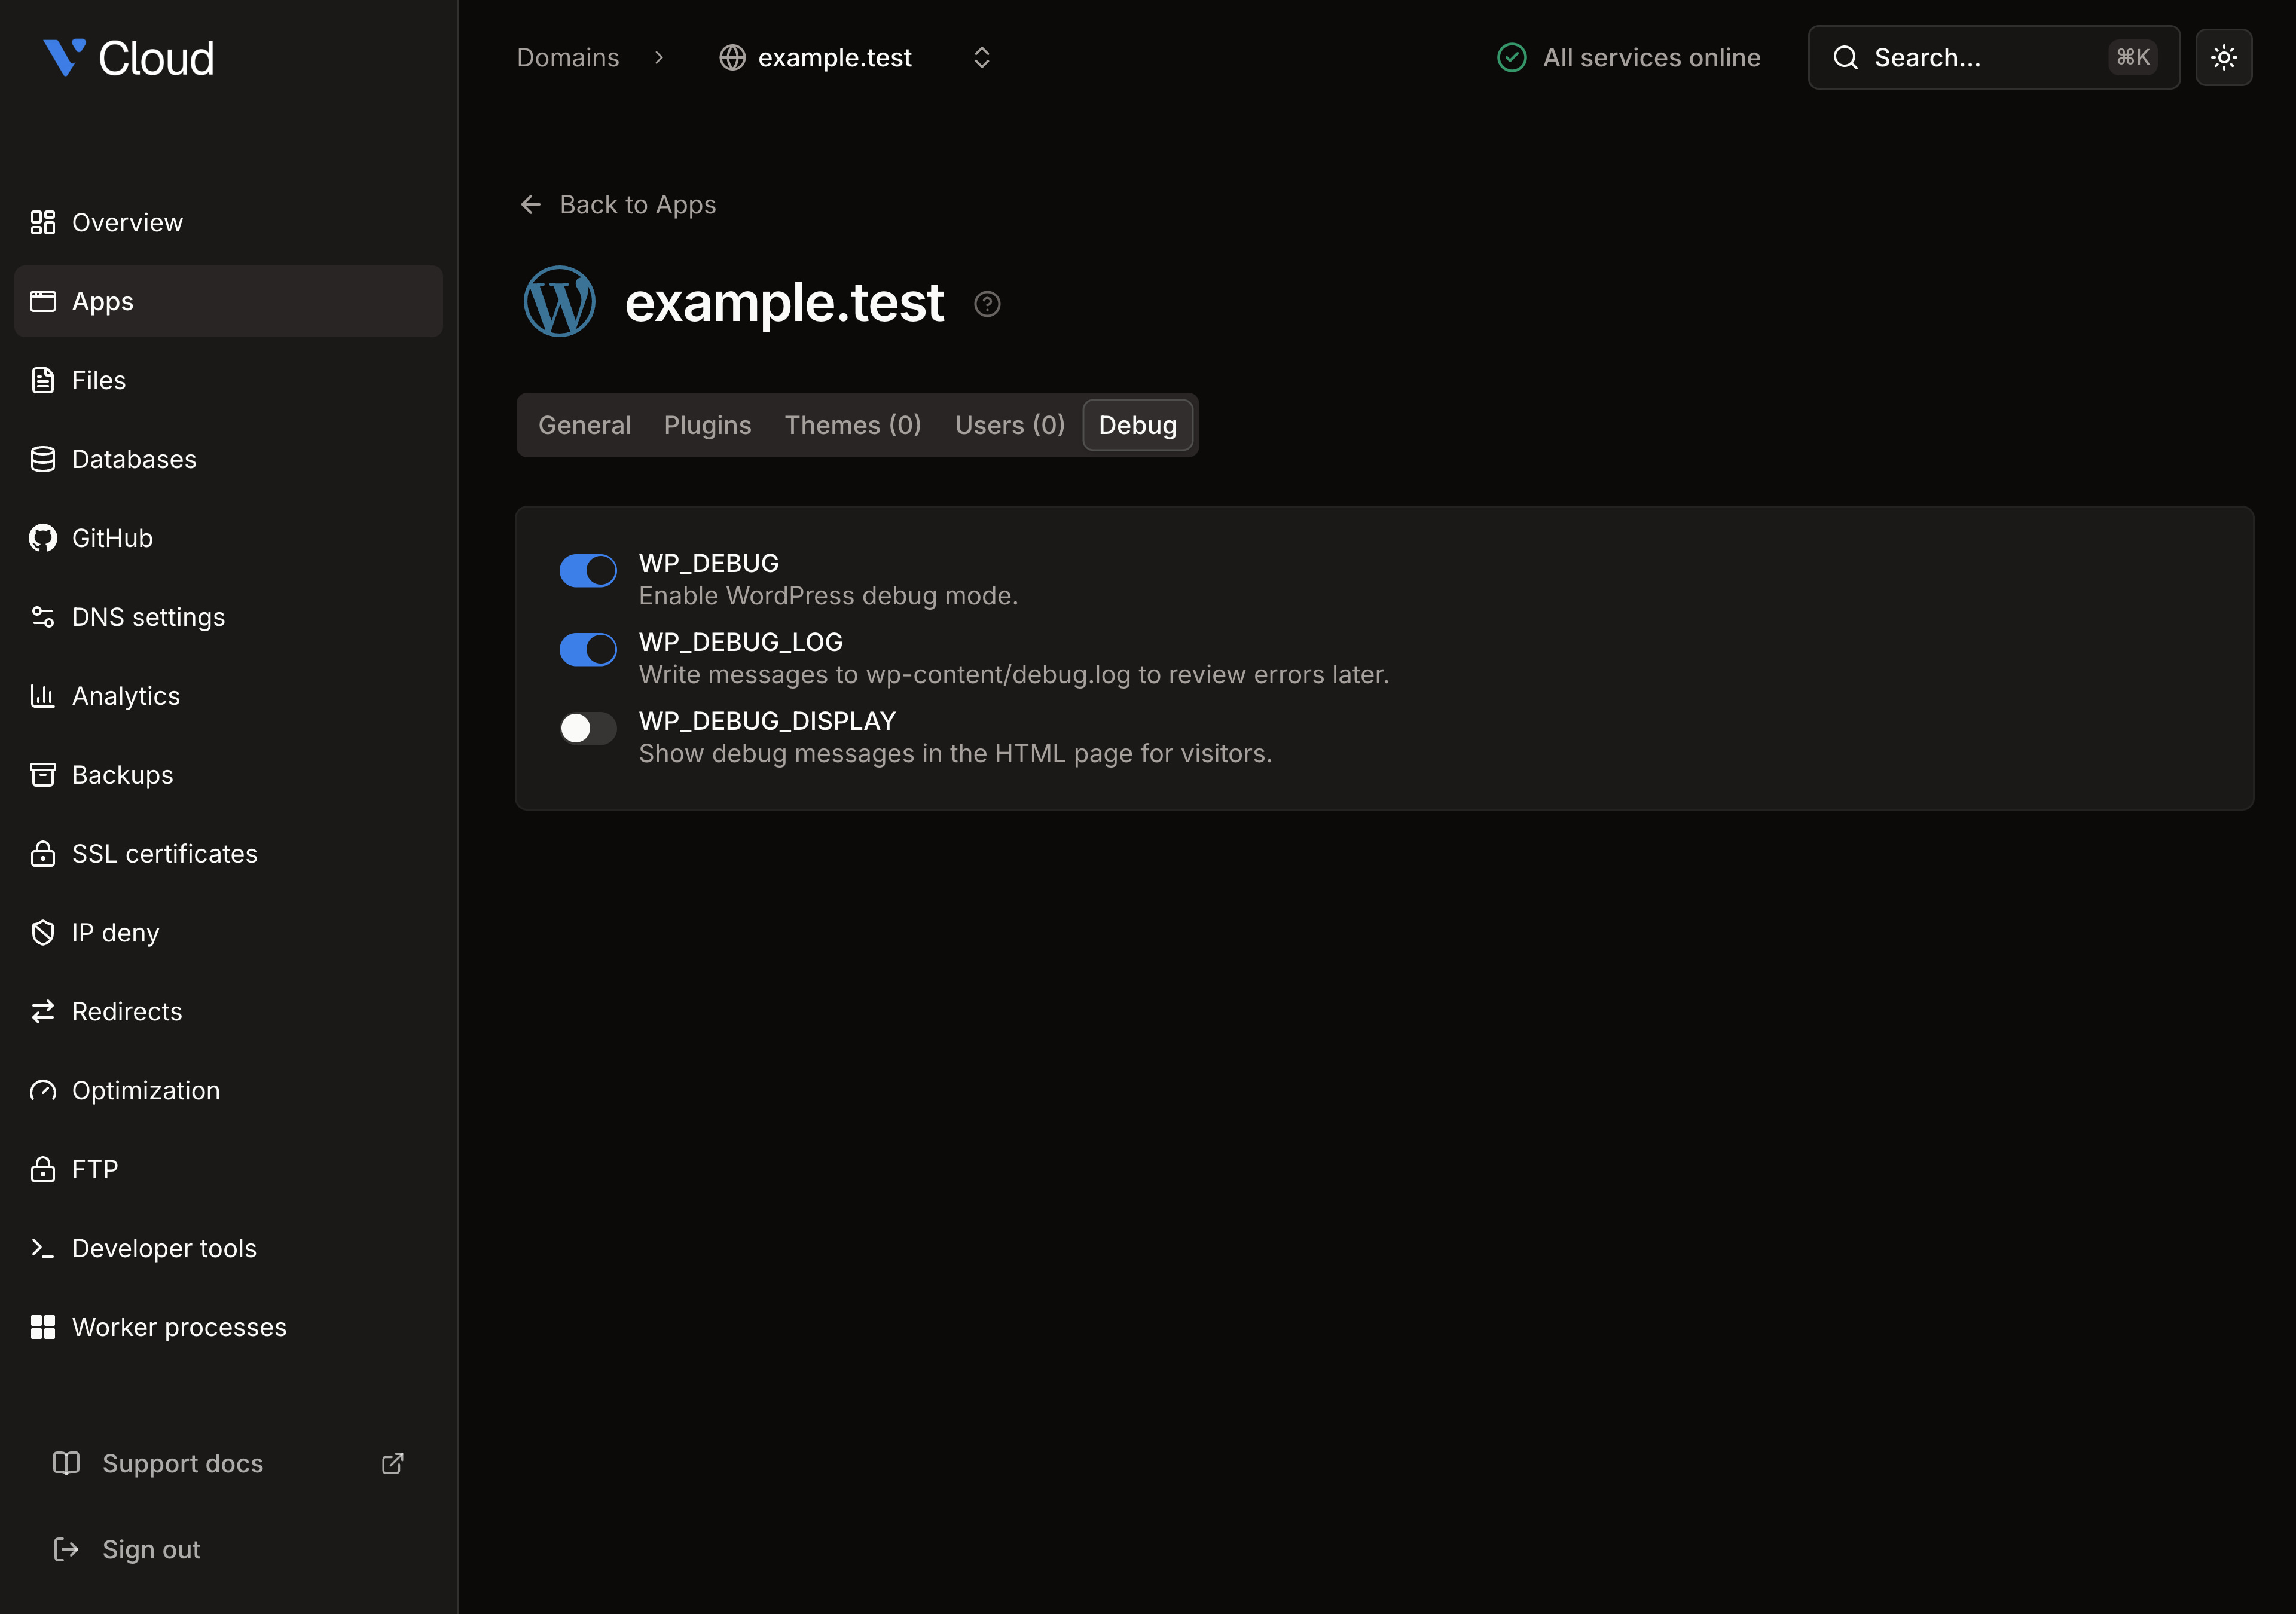 Cloud
Domains
example.test
All services online
Search...
⌘K
Overview
Apps
Files
Databases
GitHub
DNS settings
Analytics
Backups
SSL certificates
IP deny
Redirects
Optimization
FTP
Developer tools
Worker processes
Support docs
Sign out
Back to Apps
example.test
General
Plugins
Themes (0)
Users (0)
Debug
WP_DEBUG
Enable WordPress debug mode.
WP_DEBUG_LOG
Write messages to wp-content/debug.log to review errors later.
WP_DEBUG_DISPLAY
Show debug messages in the HTML page for visitors.